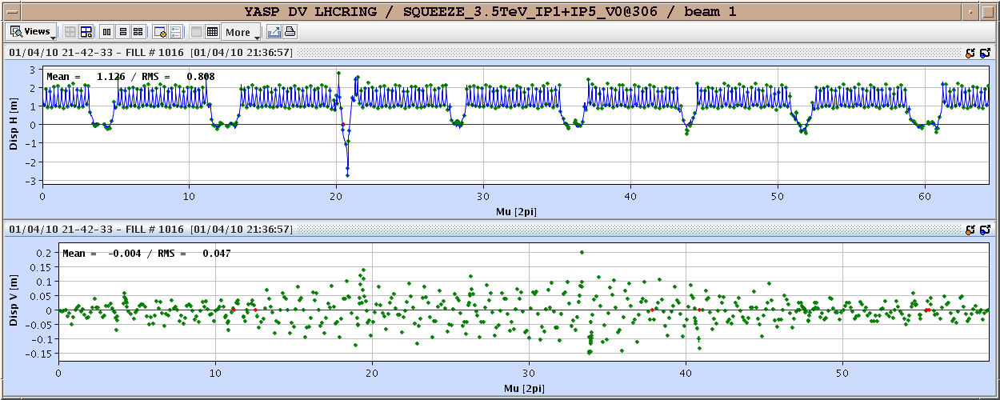 YASP DV LHCRING / SQUEEZE_3.5TeV_IP1+IP5_V0@306 / beam 1
Views
More
01/04/10 21-42-33 - FILL # 1016 [01/04/10 21:36:57]
Mean = 1.126 / RMS = 0.808
3
2
1
0
-1
-2
-3
Disp H [m]
0 10 20 30 40 50 60
Mu [2pi]
01/04/10 21-42-33 - FILL # 1016 [01/04/10 21:36:57]
Mean = -0.004 / RMS = 0.047
0.2
0.15
0.1
0.05
0
-0.05
-0.1
-0.15
Disp V [m]
0 10 20 30 40 50
Mu [2pi]